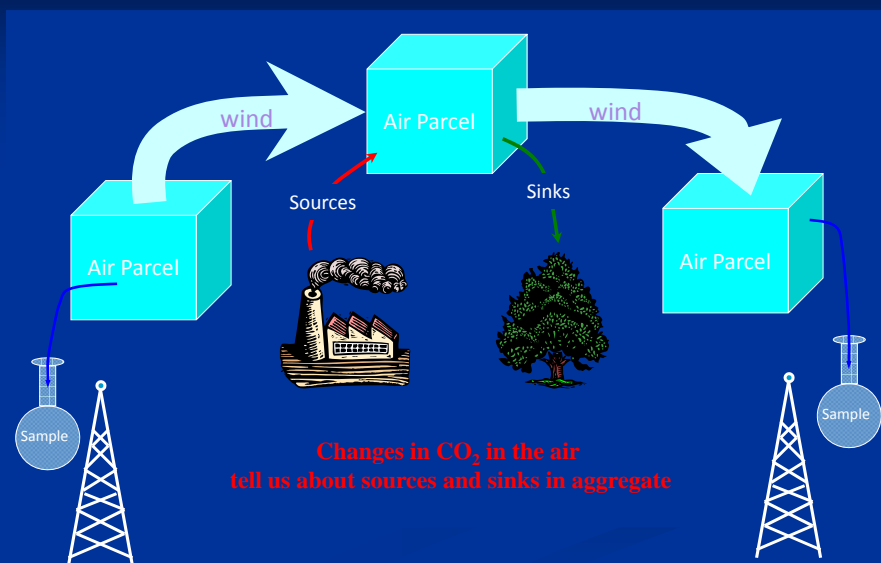 wind
Air Parcel
wind
Sources
Sinks
Air Parcel
Air Parcel
Sample
Sample
Changes in CO₂ in the air
tell us about sources and sinks in aggregate